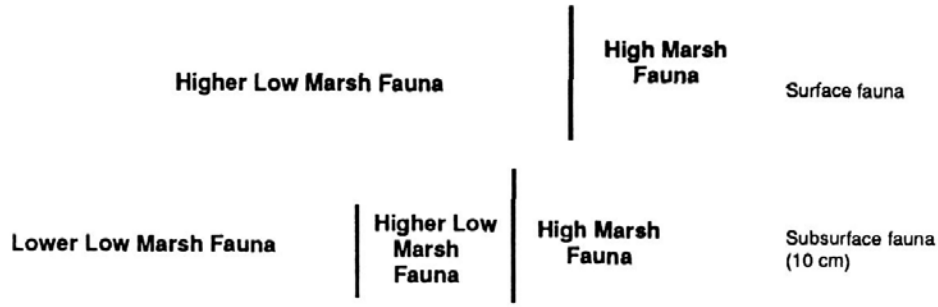 High Marsh
Fauna
Higher Low Marsh Fauna
Surface fauna
Lower Low Marsh Fauna
Higher Low
Marsh
Fauna
High Marsh
Fauna
Subsurface fauna
(10 cm)